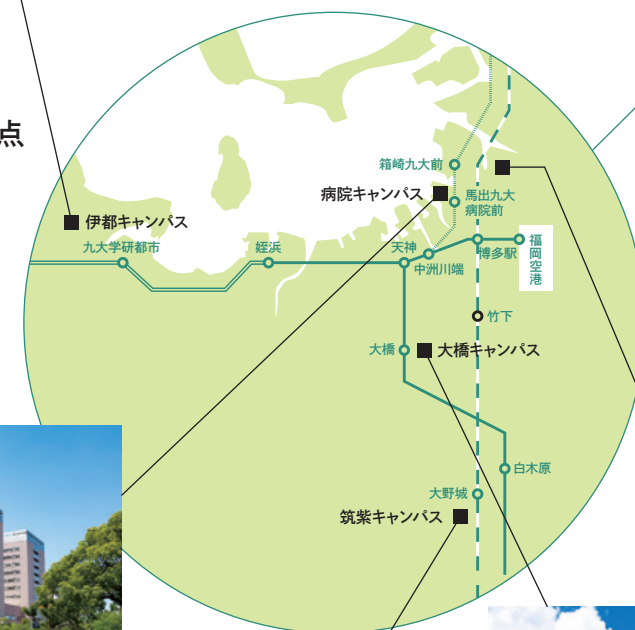 点
箱崎九大前
病院キャンパス
馬出九大
病院前
伊都キャンパス
九大学研都市
姪浜
天神
中洲川端
博多駅
福岡空港
竹下
大橋
大橋キャンパス
白木原
大野城
筑紫キャンパス